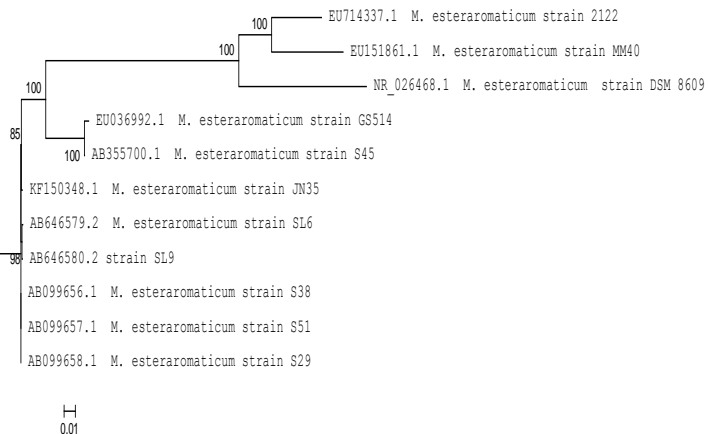 100
EU714337.1 M. esteraromaticum strain 2122
100
EU151861.1 M. esteraromaticum strain MM40
NR_026468.1 M. esteraromaticum strain DSM 8609
100
EU036992.1 M. esteraromaticum strain GS514
85
100
AB355700.1 M. esteraromaticum strain S45
KF150348.1 M. esteraromaticum strain JN35
AB646579.2 M. esteraromaticum strain SL6
98
AB646580.2 strain SL9
AB099656.1 M. esteraromaticum strain S38
AB099657.1 M. esteraromaticum strain S51
AB099658.1 M. esteraromaticum strain S29
0.01